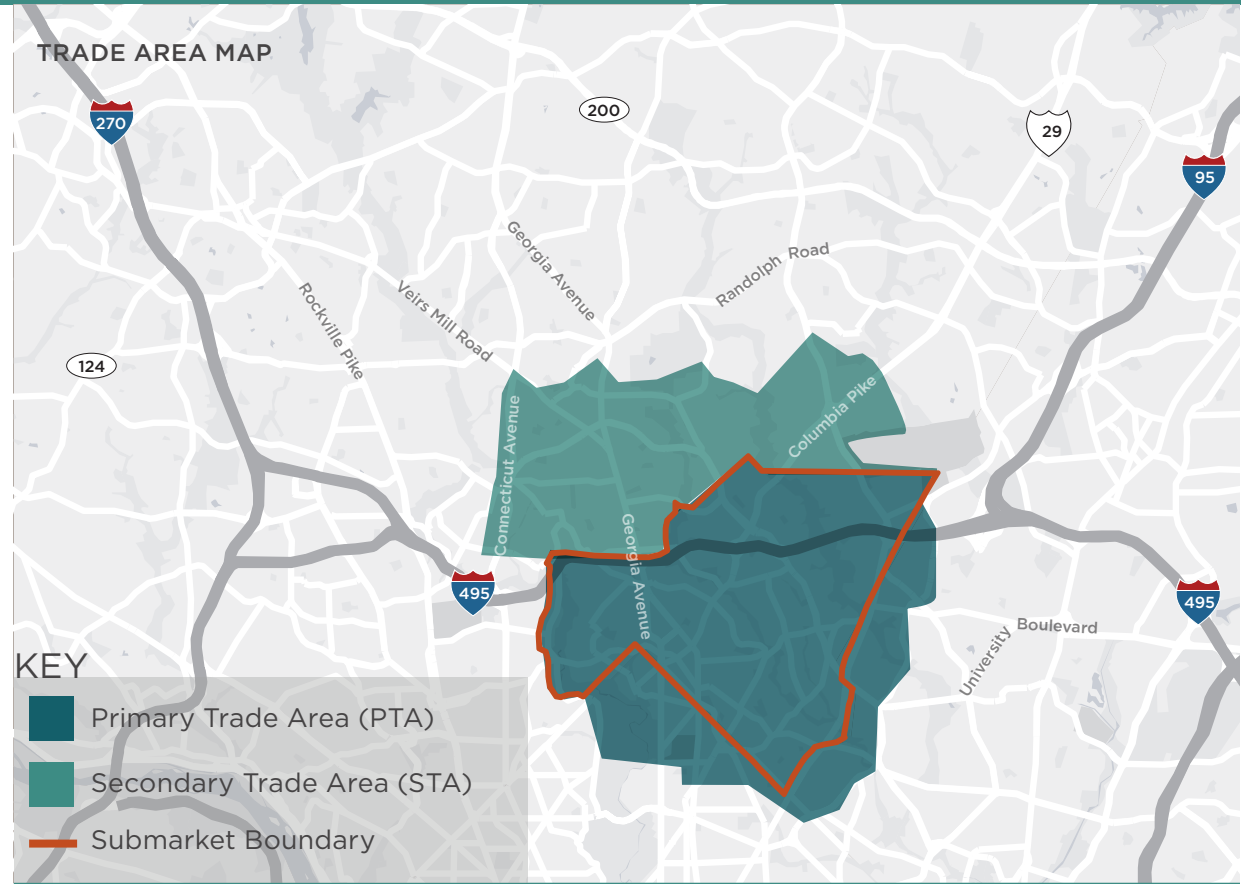 TRADE AREA MAP
270
200
29
95
Georgia Avenue
Randolph Road
Rockville Pike
Veirs Mill Road
124
Connecticut Avenue
Columbia Pike
Georgia Avenue
495
495
University Boulevard
KEY
Primary Trade Area (PTA)
Secondary Trade Area (STA)
Submarket Boundary